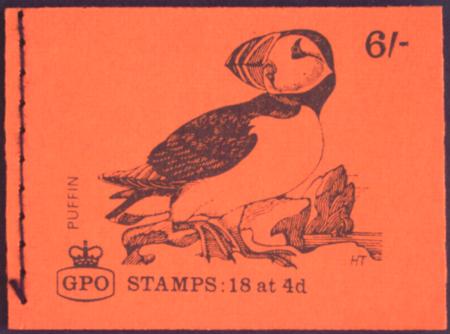 6/-
PUFFIN
HT
GPO
STAMPS: 18 at 4d